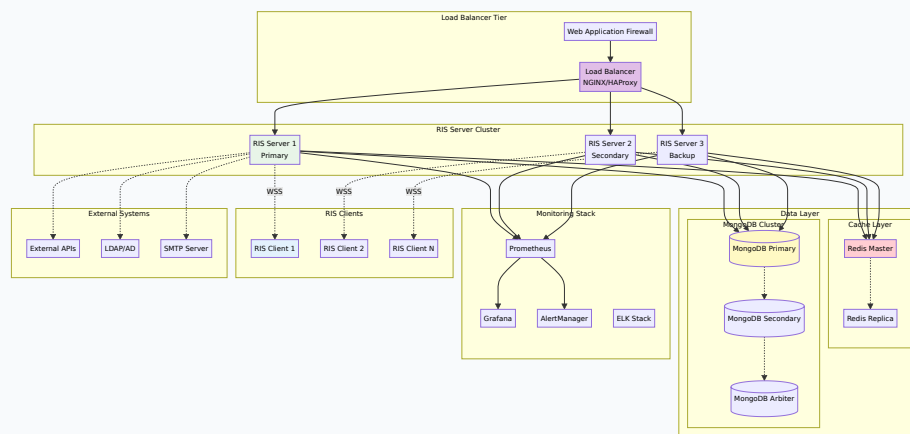 Load Balancer Tier
Web Application Firewall
Load Balancer
NGINX/HAProxy
RIS Server Cluster
RIS Server 1
Primary
RIS Server 2
Secondary
RIS Server 3
Backup
WSS
WSS
WSS
External Systems
External APIs
LDAP/AD
SMTP Server
RIS Clients
RIS Client 1
RIS Client 2
RIS Client N
Monitoring Stack
Prometheus
Grafana
AlertManager
ELK Stack
Data Layer
MongoDB Cluster
MongoDB Primary
MongoDB Secondary
MongoDB Arbiter
Cache Layer
Redis Master
Redis Replica